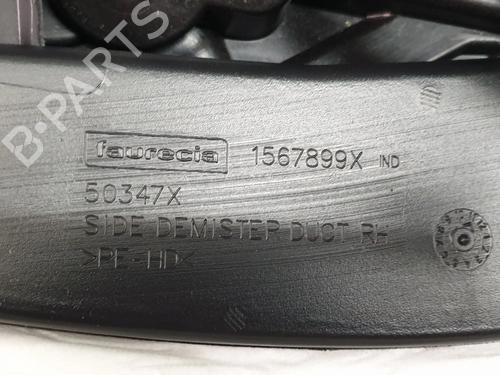 B-PARTS
faurecia 1567899X IND
50347X
SIDE DEMISTER DUCT RH
>PE-HD<